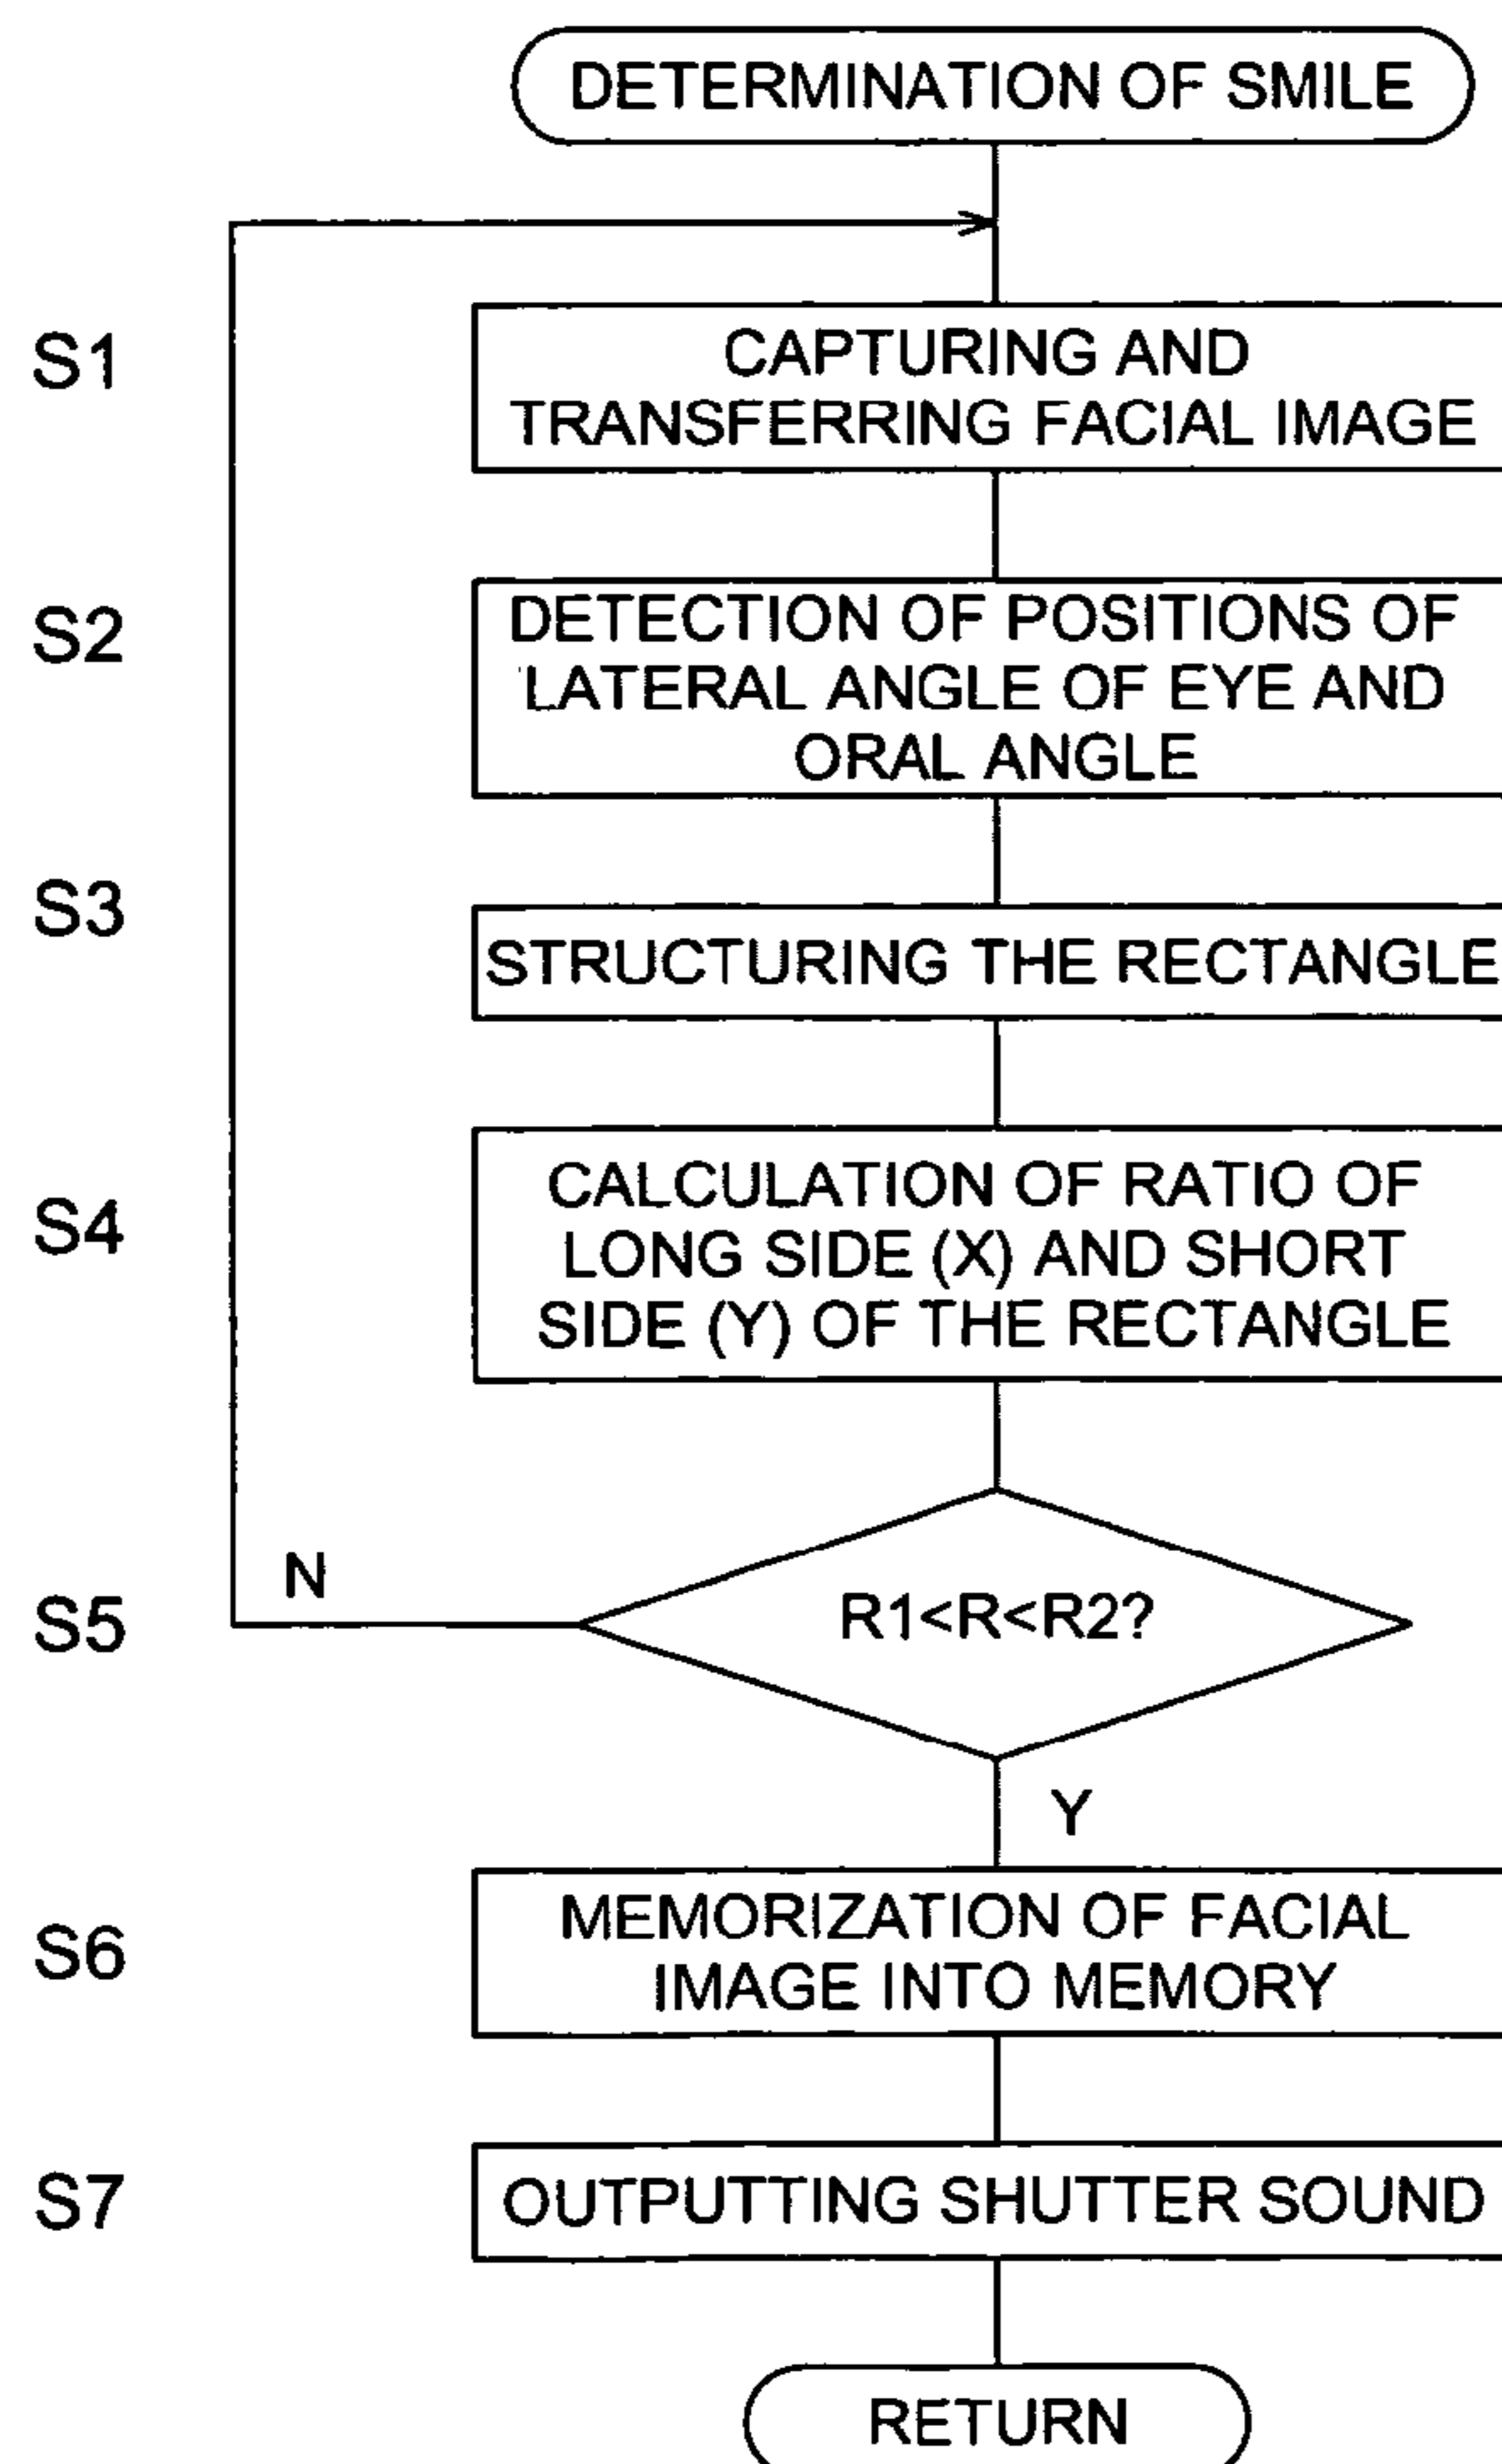 DETERMINATION OF SMILE
S1
CAPTURING AND
TRANSFERRING FACIAL IMAGE
S2
DETECTION OF POSITIONS OF
LATERAL ANGLE OF EYE AND
ORAL ANGLE
S3
STRUCTURING THE RECTANGLE
S4
CALCULATION OF RATIO OF
LONG SIDE (X) AND SHORT
SIDE (Y) OF THE RECTANGLE
S5
N
R1<R<R2?
Y
S6
MEMORIZATION OF FACIAL
IMAGE INTO MEMORY
S7
OUTPUTTING SHUTTER SOUND
RETURN